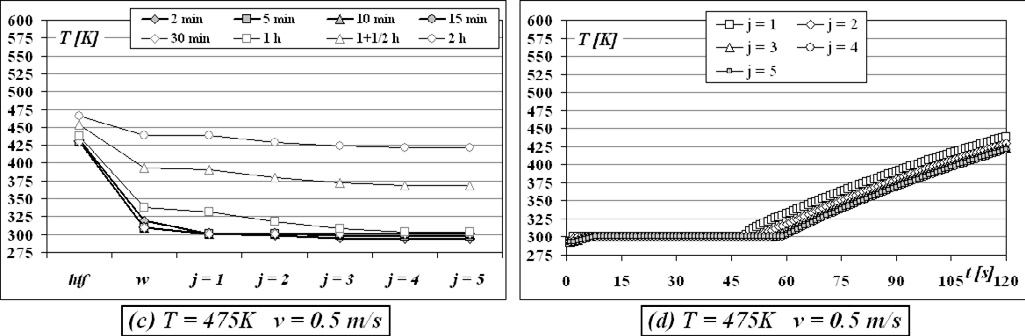 600
575
550
525
500
475
450
425
400
375
350
325
300
275
T [K]
2 min 5 min 10 min 15 min
30 min 1 h 1+1/2 h 2 h
htf w j = 1 j = 2 j = 3 j = 4 j = 5
(c) T = 475K v = 0.5 m/s
600
575
550
525
500
475
450
425
400
375
350
325
300
275
T [K]
j = 1 j = 2
j = 3 j = 4
j = 5
0 15 30 45 60 75 90 105 120
t [s]
(d) T = 475K v = 0.5 m/s